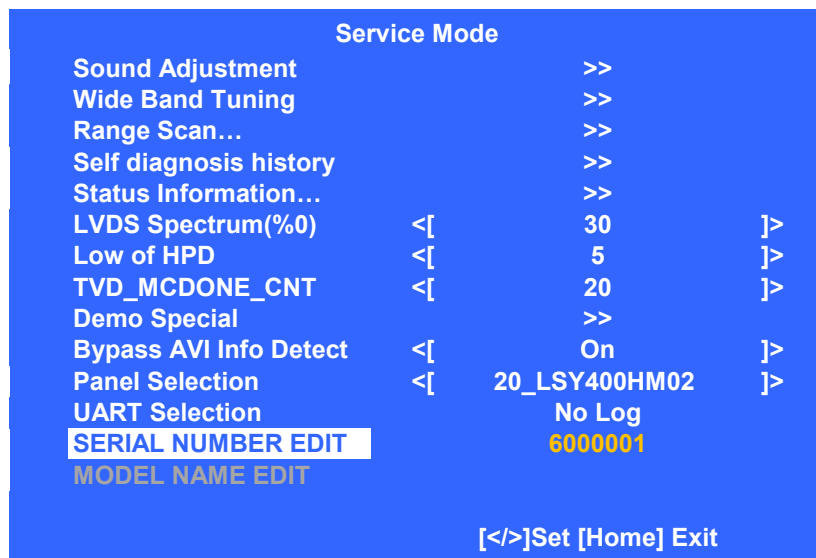 Service Mode
Sound Adjustment >>
Wide Band Tuning >>
Range Scan… >>
Self diagnosis history >>
Status Information… >>
LVDS Spectrum(%0) <[ 30 ]>
Low of HPD <[ 5 ]>
TVD_MCDONE_CNT <[ 20 ]>
Demo Special >>
Bypass AVI Info Detect <[ On ]>
Panel Selection <[ 20_LSY400HM02 ]>
UART Selection No Log
SERIAL NUMBER EDIT 6000001
MODEL NAME EDIT
[</>]Set [Home] Exit